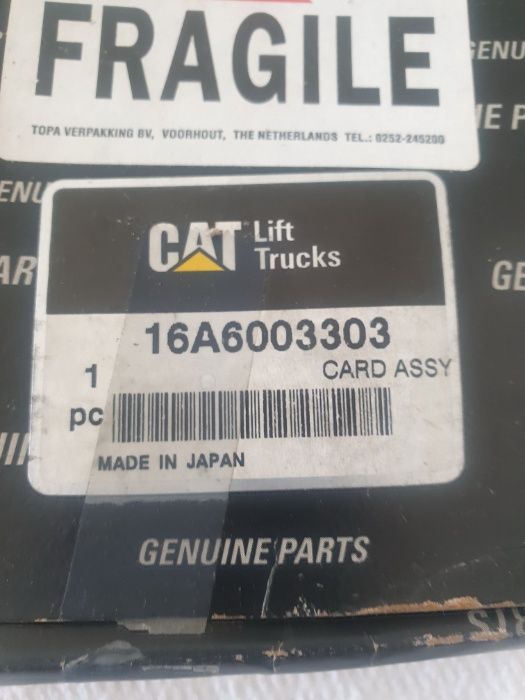 FRAGILE
TOPA VERPAKKING BV, VOORHOUT, THE NETHERLANDS TEL.: 0252-245200
CAT Lift
Trucks
16A6003303
1
CARD ASSY
pc
MADE IN JAPAN
GENUINE PARTS